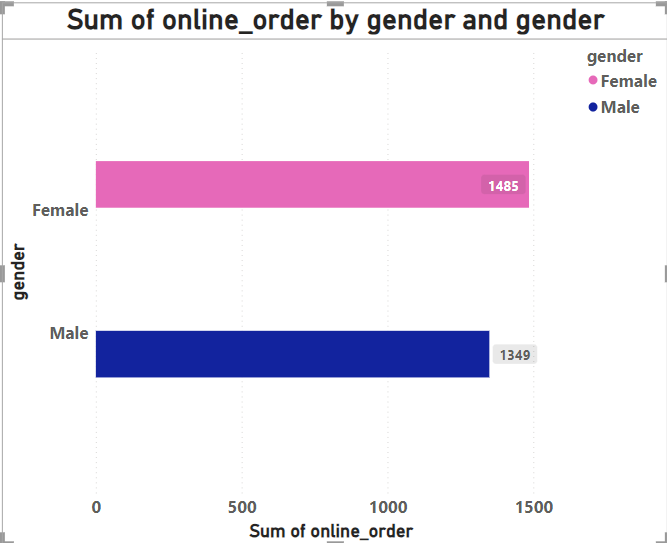 Sum of online_order by gender and gender
gender
Female
Male
1485
Female
gender
Male
1349
0 500 1000 1500
Sum of online_order